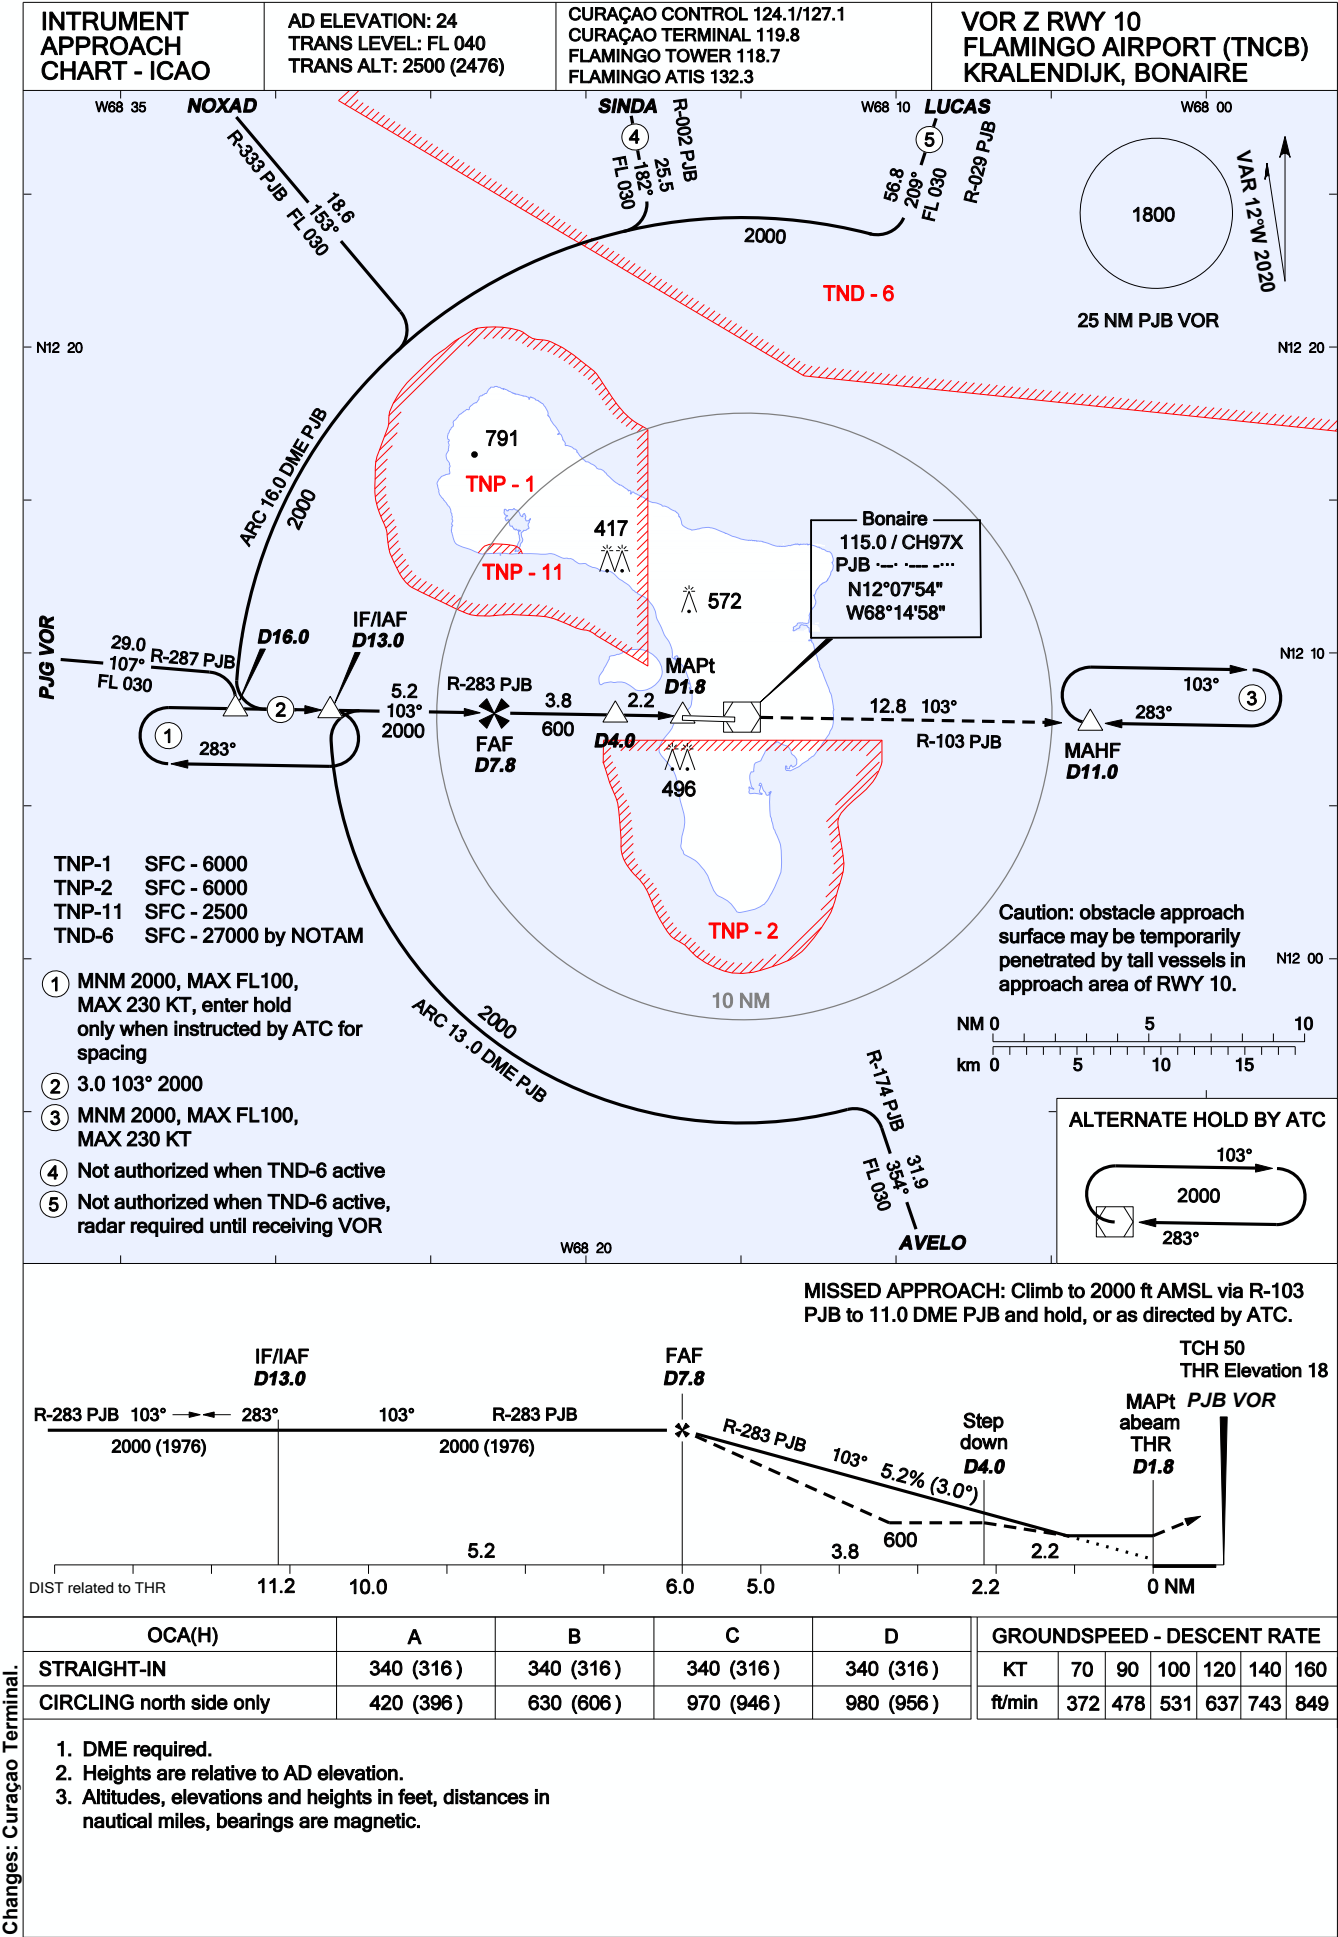 INTRUMENT
APPROACH
CHART - ICAO
AD ELEVATION: 24
TRANS LEVEL: FL 040
TRANS ALT: 2500 (2476)
CURAÇAO CONTROL 124.1/127.1
CURAÇAO TERMINAL 119.8
FLAMINGO TOWER 118.7
FLAMINGO ATIS 132.3
VOR Z RWY 10
FLAMINGO AIRPORT (TNCB)
KRALENDIJK, BONAIRE
W68 35
NOXAD
SINDA
W68 10
LUCAS
W68 00
R-333 PJB
18.6
153°
FL 030
4
R-002 PJB
25.5
182°
FL 030
5
56.8
209°
FL 030
R-029 PJB
2000
1800
25 NM PJB VOR
VAR 12°W 2020
TND - 6
N12 20
N12 20
ARC 16.0 DME PJB
2000
791
TNP - 1
417
TNP - 11
572
Bonaire
115.0 / CH97X
PJB ·--· ·--- -···
N12°07'54"
W68°14'58"
PJG VOR
29.0
107°
FL 030
R-287 PJB
D16.0
IF/IAF
D13.0
N12 10
MAPt
D1.8
1
2
283°
5.2
103°
2000
R-283 PJB
FAF
D7.8
3.8
600
2.2
D4.0
12.8 103°
R-103 PJB
103°
283°
3
MAHF
D11.0
496
TNP - 2
10 NM
TNP-1 SFC - 6000
TNP-2 SFC - 6000
TNP-11 SFC - 2500
TND-6 SFC - 27000 by NOTAM
1 MNM 2000, MAX FL100,
MAX 230 KT, enter hold
only when instructed by ATC for
spacing
2 3.0 103° 2000
3 MNM 2000, MAX FL100,
MAX 230 KT
4 Not authorized when TND-6 active
5 Not authorized when TND-6 active,
radar required until receiving VOR
2000
ARC 13 .0 DME PJB
R-174 PJB
31.9
354°
FL 030
AVELO
W68 20
Caution: obstacle approach
surface may be temporarily
penetrated by tall vessels in
approach area of RWY 10.
N12 00
NM 0 5 10
km 0 5 10 15
ALTERNATE HOLD BY ATC
103°
2000
283°
MISSED APPROACH: Climb to 2000 ft AMSL via R-103
PJB to 11.0 DME PJB and hold, or as directed by ATC.
TCH 50
THR Elevation 18
IF/IAF
D13.0
FAF
D7.8
Step
down
D4.0
MAPt
abeam
THR
D1.8
PJB VOR
R-283 PJB 103° 283° 103° R-283 PJB
2000 (1976) 2000 (1976)
R-283 PJB 103° 5.2% (3.0°)
600
5.2 3.8 2.2
DIST related to THR 11.2 10.0 6.0 5.0 2.2 0 NM
OCA(H) A B C D
STRAIGHT-IN 340 (316 ) 340 (316 ) 340 (316 ) 340 (316 )
CIRCLING north side only 420 (396 ) 630 (606 ) 970 (946 ) 980 (956 )
GROUNDSPEED - DESCENT RATE
KT 70 90 100 120 140 160
ft/min 372 478 531 637 743 849
1. DME required.
2. Heights are relative to AD elevation.
3. Altitudes, elevations and heights in feet, distances in
nautical miles, bearings are magnetic.
Changes: Curaçao Terminal.